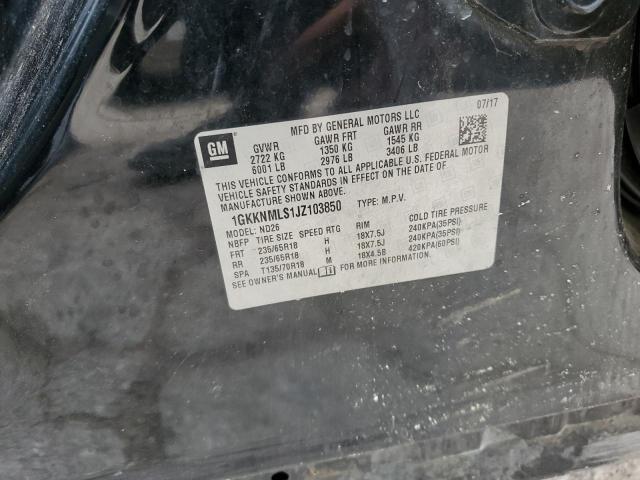 MFD BY GENERAL MOTORS LLC 07/17
GM GVWR GAWR FRT GAWR RR
2722 KG 1350 KG 1545 KG
6001 LB 2976 LB 3406 LB
THIS VEHICLE CONFORMS TO ALL APPLICABLE U.S. FEDERAL MOTOR
VEHICLE SAFETY STANDARDS IN EFFECT ON THE DATE OF
MANUFACTURE SHOWN ABOVE.
1GKKNMLS1JZ103850 TYPE: M.P.V.
MODEL: ND26
NBFP TIRE SIZE SPEED RTG RIM COLD TIRE PRESSURE
FRT 235/65R18 H 18X7.5J 240KPA(35PSI)
RR 235/65R18 H 18X7.5J 240KPA(35PSI)
SPA T135/70R18 M 18X4.5B 420KPA(60PSI)
SEE OWNER'S MANUAL FOR MORE INFORMATION.